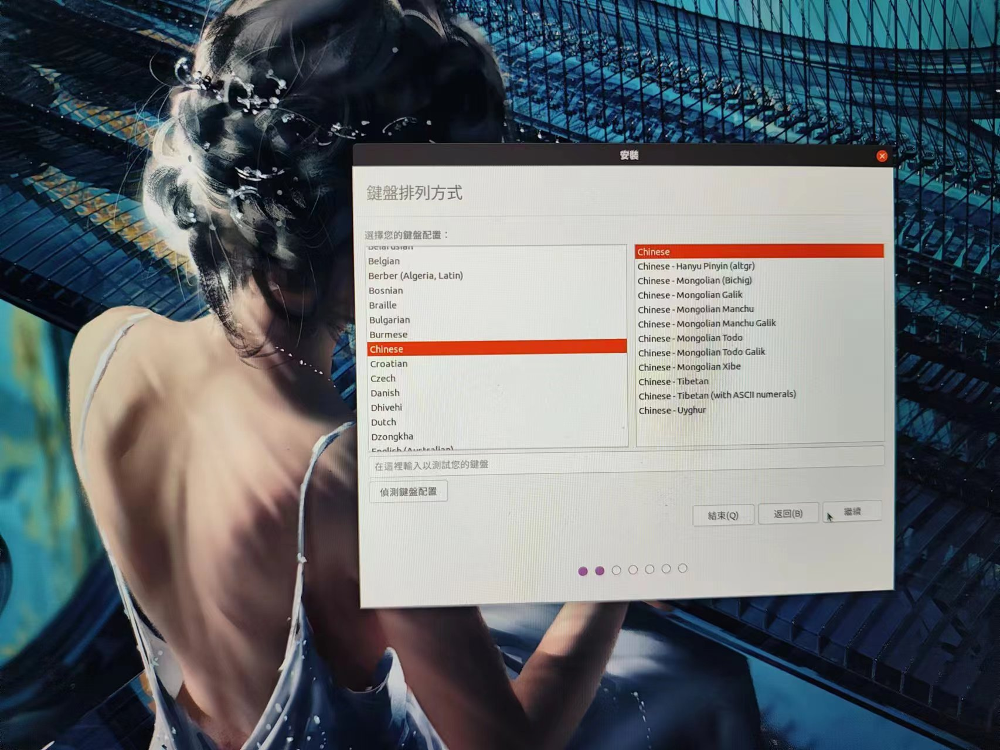 安裝
鍵盤排列方式
選擇您的鍵盤配置：
Belarusian
Belgian
Berber (Algeria, Latin)
Bosnian
Braille
Bulgarian
Burmese
Chinese
Croatian
Czech
Danish
Dhivehi
Dutch
Dzongkha
English (Australian)
Chinese
Chinese - Hanyu Pinyin (altgr)
Chinese - Mongolian (Bichig)
Chinese - Mongolian Galik
Chinese - Mongolian Manchu
Chinese - Mongolian Manchu Galik
Chinese - Mongolian Todo
Chinese - Mongolian Todo Galik
Chinese - Mongolian Xibe
Chinese - Tibetan
Chinese - Tibetan (with ASCII numerals)
Chinese - Uyghur
在這裡輸入以測試您的鍵盤
偵測鍵盤配置
結束(Q)
返回(B)
繼續